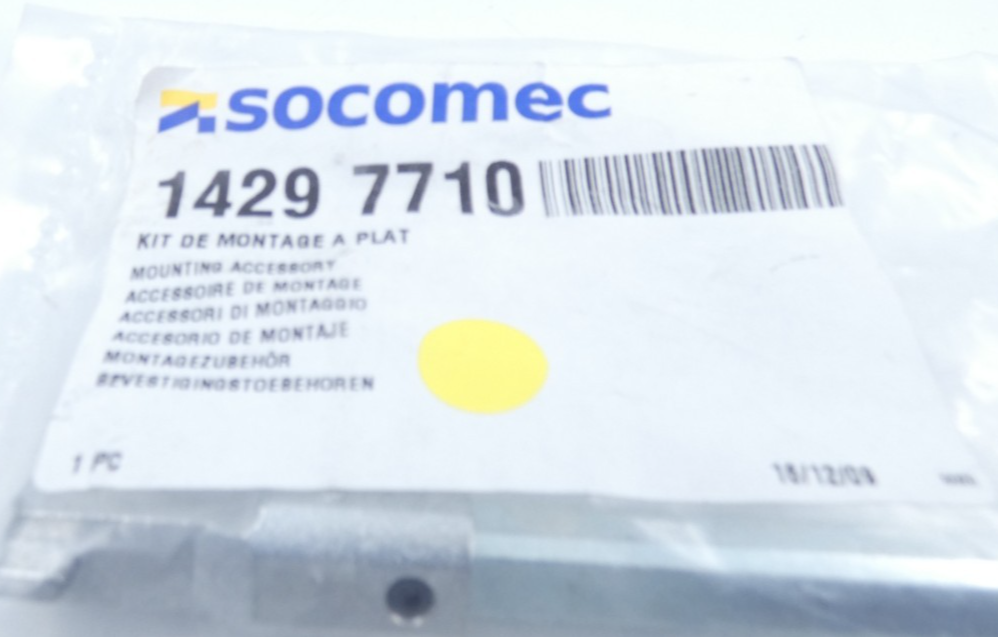 socomec
1429 7710
KIT DE MONTAGE A PLAT
MOUNTING ACCESSORY
ACCESSOIRE DE MONTAGE
ACCESSORI DI MONTAGGIO
ACCESORIO DE MONTAJE
MONTAGEZUBEHÖR
BEVESTIGINGSTOEBEHOREN
1 PC